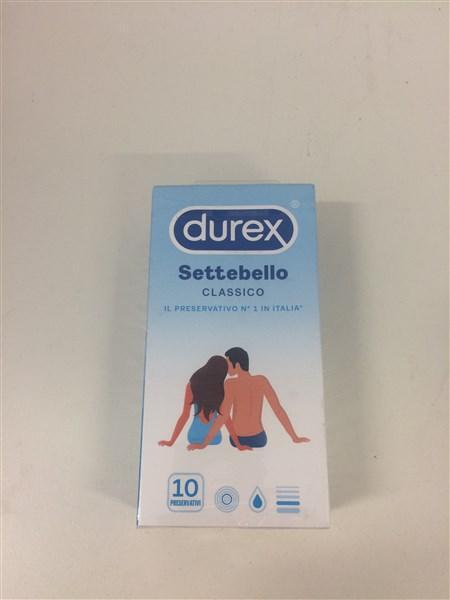 durex®
Settebello
CLASSICO
IL PRESERVATIVO N° 1 IN ITALIA*
10
PRESERVATIVI